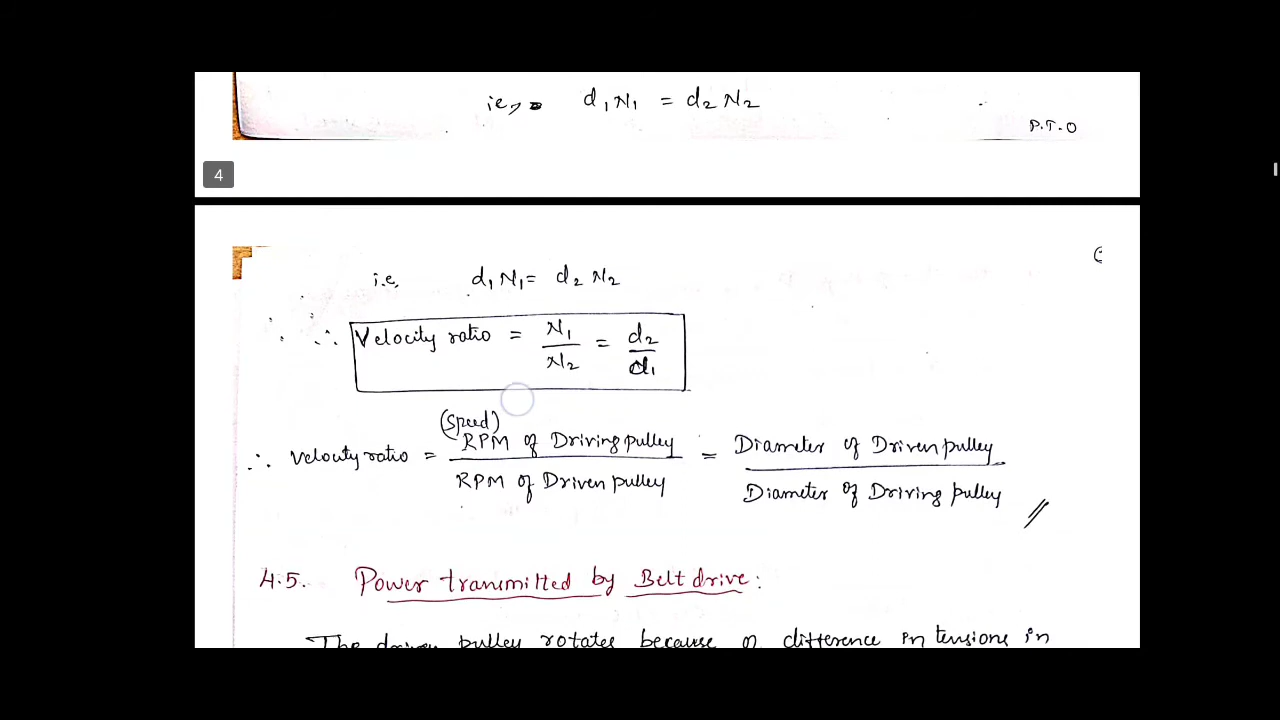 i.e, d₁N₁ = d₂N₂
P.T.O
4
i.e, d₁N₁ = d₂N₂
∴ Velocity ratio = N₁/N₂ = d₂/d₁
(Speed)
∴ Velocity ratio = RPM of Driving pulley / RPM of Driven pulley = Diameter of Driven pulley / Diameter of Driving pulley //
4.5. Power transmitted by Belt drive:
The driven pulley rotates because of difference in tensions in